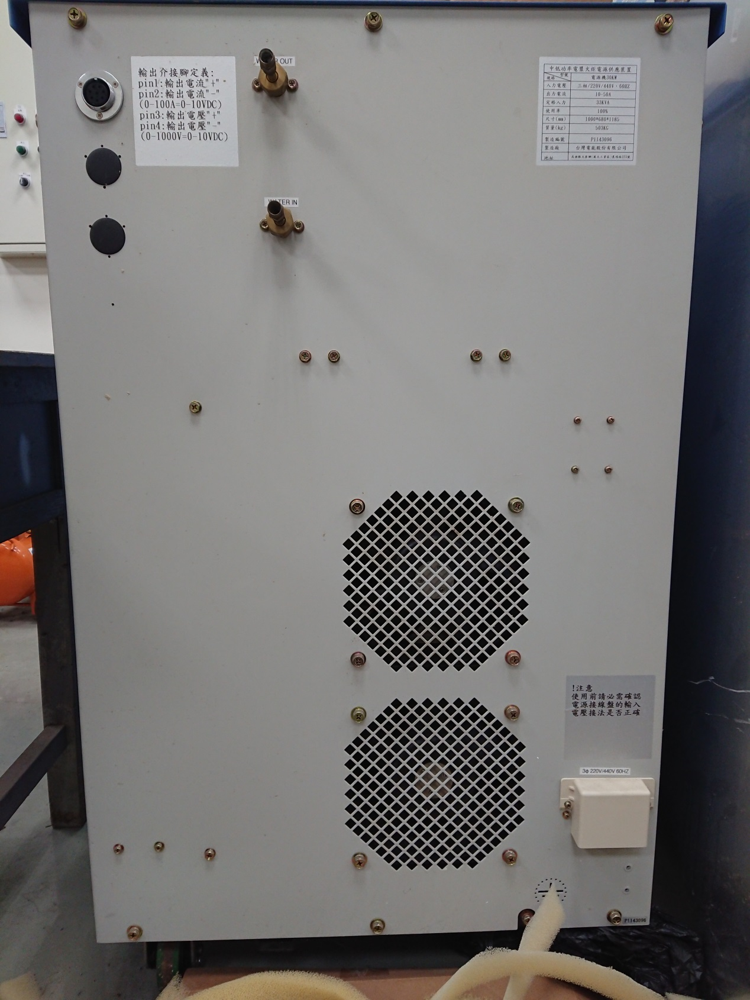 輸出介接腳定義:
pin1:輸出電流"+"
pin2:輸出電流"-"
(0-100A=0-10VDC)
pin3:輸出電壓"+"
pin4:輸出電壓"-"
(0-1000V=0-10VDC)
OUT
WATER IN
中低功率電漿火炬電源供應裝置
規格 型號 電源機30KW
入力電壓 三相/220V/440V·60HZ
出力電流 10-50A
定格入力 33KVA
使用率 100%
尺寸(mm) 1000*680*1185
質量(kg) 503KG
製造編號 P1143096
製造廠 台灣電能股份有限公司
地址
!注意
使用前請必需確認
電源接線盤的輸入
電壓接法是否正確
3φ 220V/440V 60HZ
P1143096